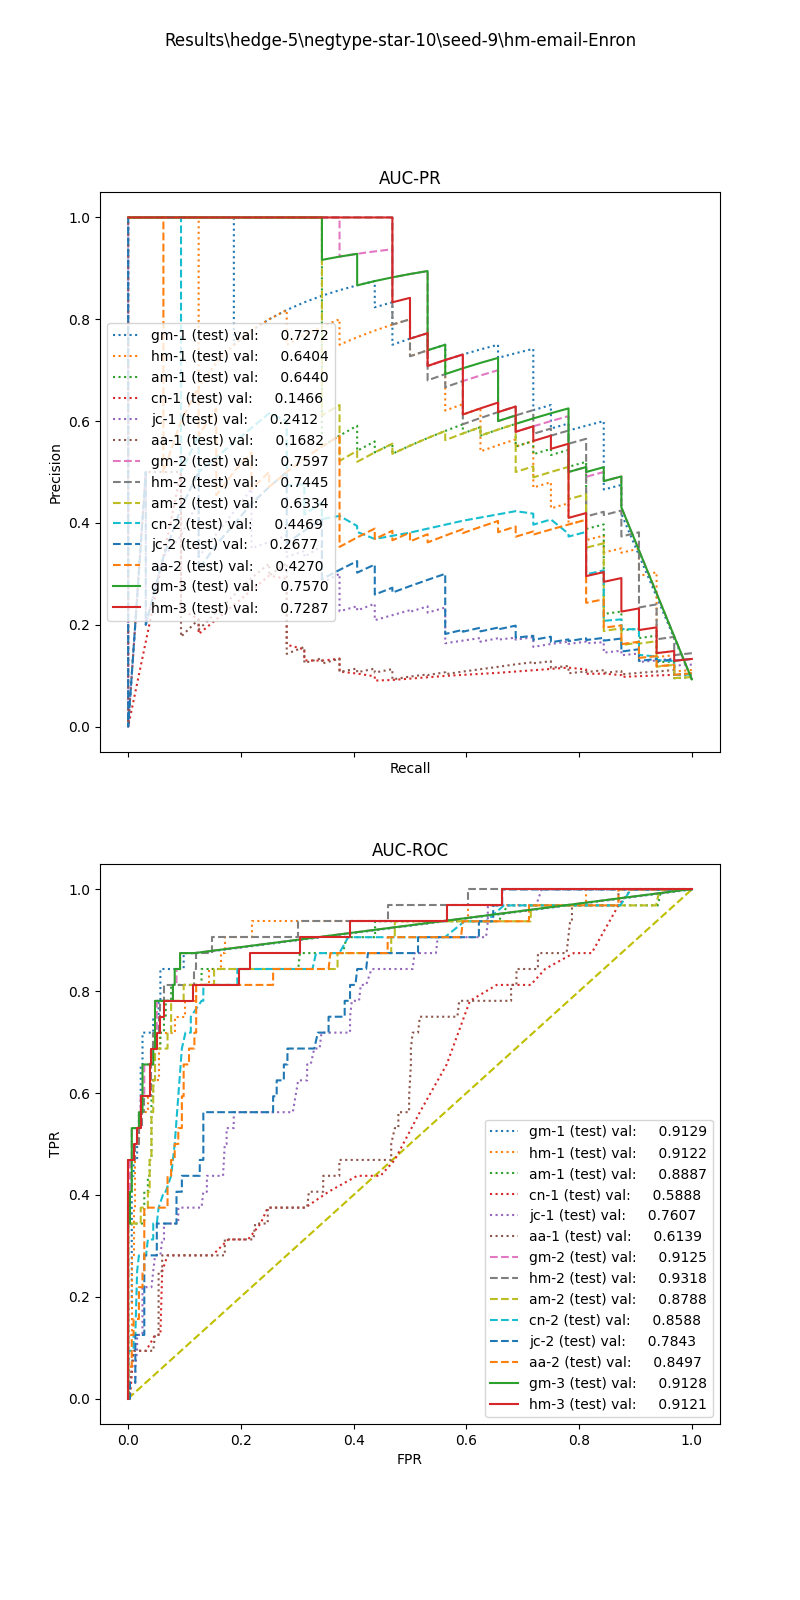 Results\hedge-5\negtype-star-10\seed-9\hm-email-Enron
AUC-PR
1.0
0.8
0.6
0.4
0.2
0.0
Precision
gm-1 (test) val: 0.7272
hm-1 (test) val: 0.6404
am-1 (test) val: 0.6440
cn-1 (test) val: 0.1466
jc-1 (test) val: 0.2412
aa-1 (test) val: 0.1682
gm-2 (test) val: 0.7597
hm-2 (test) val: 0.7445
am-2 (test) val: 0.6334
cn-2 (test) val: 0.4469
jc-2 (test) val: 0.2677
aa-2 (test) val: 0.4270
gm-3 (test) val: 0.7570
hm-3 (test) val: 0.7287
Recall
AUC-ROC
1.0
0.8
0.6
0.4
0.2
0.0
TPR
gm-1 (test) val: 0.9129
hm-1 (test) val: 0.9122
am-1 (test) val: 0.8887
cn-1 (test) val: 0.5888
jc-1 (test) val: 0.7607
aa-1 (test) val: 0.6139
gm-2 (test) val: 0.9125
hm-2 (test) val: 0.9318
am-2 (test) val: 0.8788
cn-2 (test) val: 0.8588
jc-2 (test) val: 0.7843
aa-2 (test) val: 0.8497
gm-3 (test) val: 0.9128
hm-3 (test) val: 0.9121
0.0 0.2 0.4 0.6 0.8 1.0
FPR